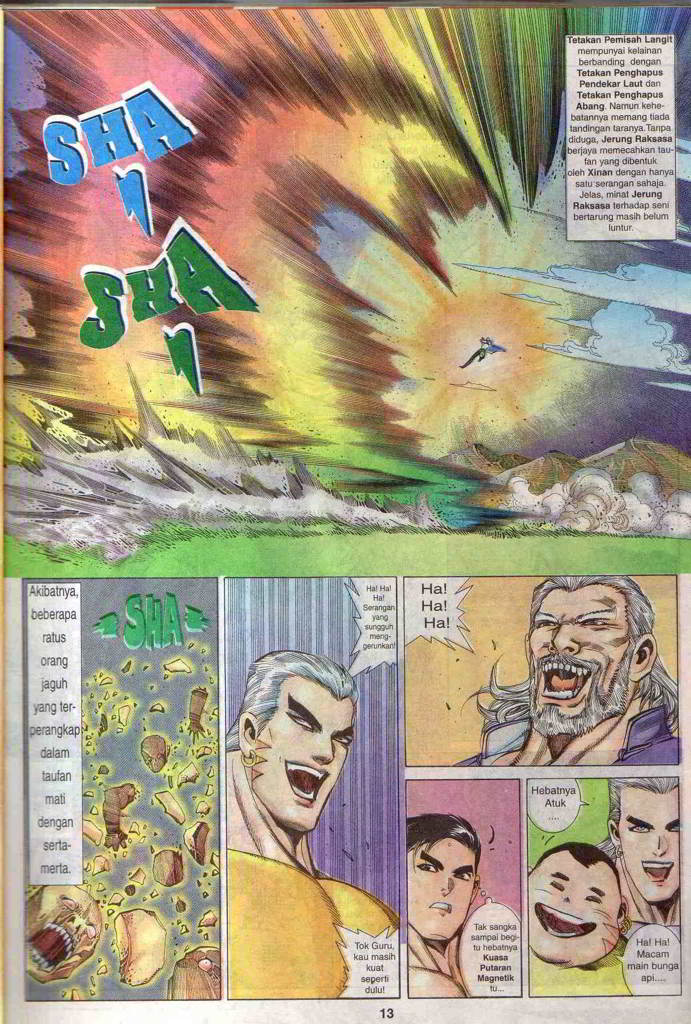 Tetakan Pemisah Langit
mempunyai kelainan
berbanding dengan
Tetakan Penghapus
Pendekar Laut dan
Tetakan Penghapus
Abang. Namun kehe-
batannya memang tiada
tandingan taranya.Tanpa
diduga, Jerung Raksasa
berjaya memecahkan tau-
fan yang dibentuk
oleh Xinan dengan hanya
satu serangan sahaja.
Jelas, minat Jerung
Raksasa terhadap seni
bertarung masih belum
luntur.
SHA
SHA
Akibatnya,
beberapa
ratus
orang
jaguh
yang ter-
perangkap
dalam
taufan
mati
dengan
serta-
merta.
SHA
Ha! Ha!
Ha!
Serangan
yang
sungguh
meng-
gerunkan!
Tok Guru,
kau masih
kuat
seperti
dulu!
Ha!
Ha!
Ha!
Tak sangka
sampai begi-
tu hebatnya
Kuasa
Putaran
Magnetik
tu...
Hebatnya
Atuk
....
Ha! Ha!
Macam
main bunga
api....
13